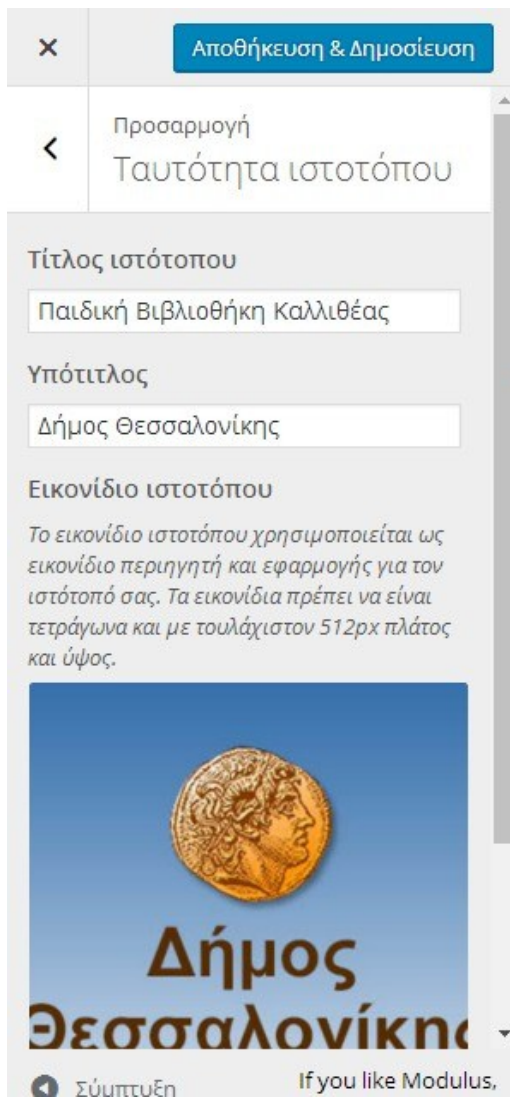 Αποθήκευση & Δημοσίευση
Προσαρμογή
Ταυτότητα ιστοτόπου
Τίτλος ιστότοπου
Παιδική Βιβλιοθήκη Καλλιθέας
Υπότιτλος
Δήμος Θεσσαλονίκης
Εικονίδιο ιστοτόπου
Το εικονίδιο ιστοτόπου χρησιμοποιείται ως
εικονίδιο περιηγητή και εφαρμογής για τον
ιστότοπό σας. Τα εικονίδια πρέπει να είναι
τετράγωνα και με τουλάχιστον 512px πλάτος
και ύψος.
Δήμος
Θεσσαλονίκης
Σύμπτυξη
If you like Modulus,